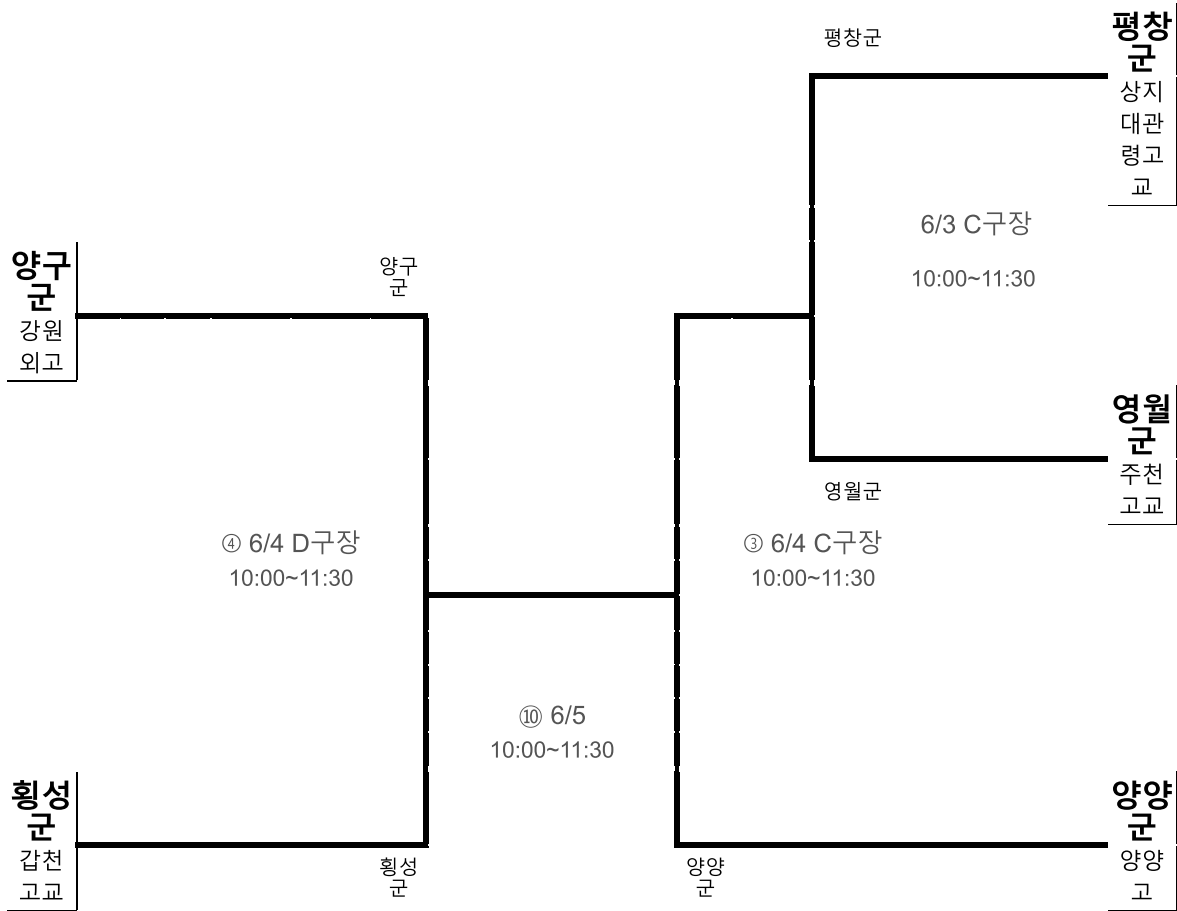 평창군
평창
군
상지
대관
령고
교
6/3 C구장
10:00~11:30
양구
군
강원
외고
양구
군
영월
군
주천
고교
영월군
④ 6/4 D구장
10:00~11:30
③ 6/4 C구장
10:00~11:30
⑩ 6/5
10:00~11:30
횡성
군
갑천
고교
횡성
군
양양
군
양양
군
양양
고